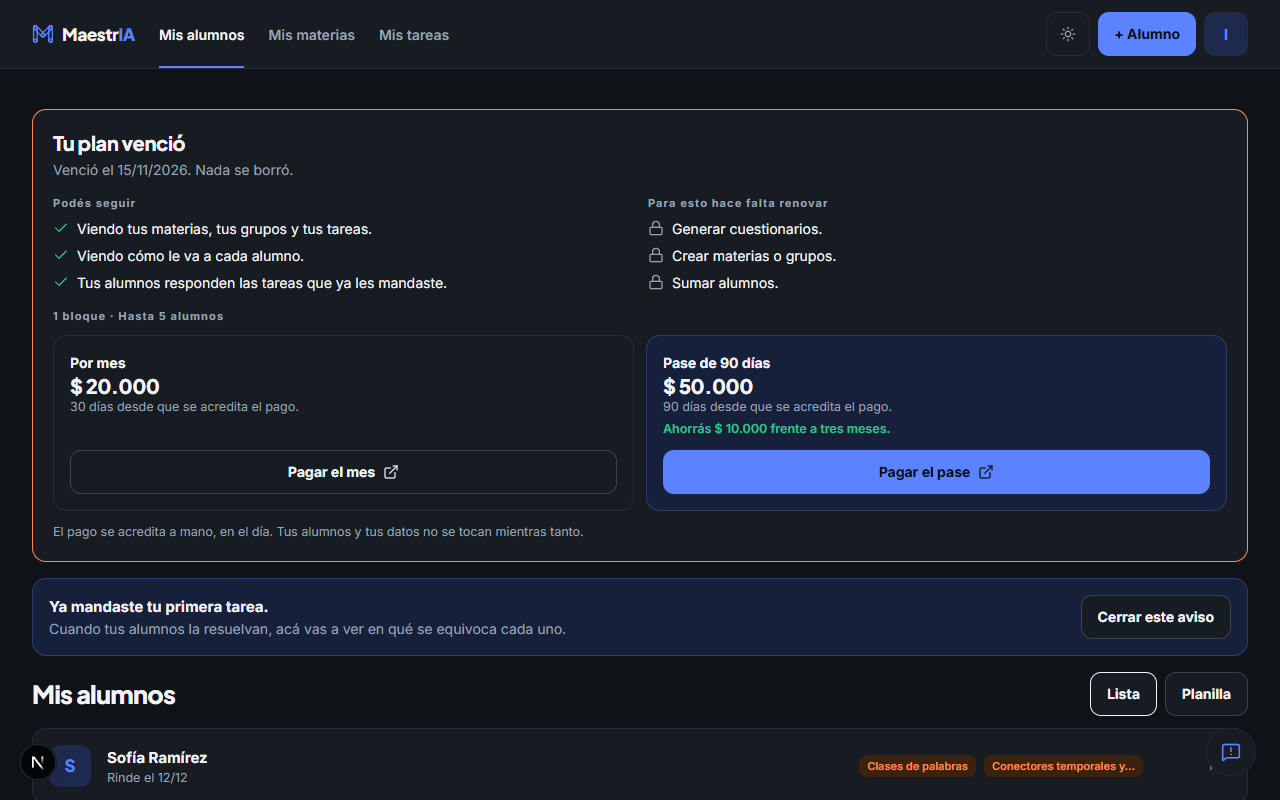 MaestrIA Mis alumnos Mis materias Mis tareas + Alumno I
Tu plan venció
Venció el 15/11/2026. Nada se borró.
Podés seguir
Viendo tus materias, tus grupos y tus tareas.
Viendo cómo le va a cada alumno.
Tus alumnos responden las tareas que ya les mandaste.
Para esto hace falta renovar
Generar cuestionarios.
Crear materias o grupos.
Sumar alumnos.
1 bloque · Hasta 5 alumnos
Por mes
$ 20.000
30 días desde que se acredita el pago.
Pagar el mes
Pase de 90 días
$ 50.000
90 días desde que se acredita el pago.
Ahorrás $ 10.000 frente a tres meses.
Pagar el pase
El pago se acredita a mano, en el día. Tus alumnos y tus datos no se tocan mientras tanto.
Ya mandaste tu primera tarea.
Cuando tus alumnos la resuelvan, acá vas a ver en qué se equivoca cada uno.
Cerrar este aviso
Mis alumnos
Lista Planilla
N
S
Sofía Ramírez
Rinde el 12/12
Clases de palabras Conectores temporales y...